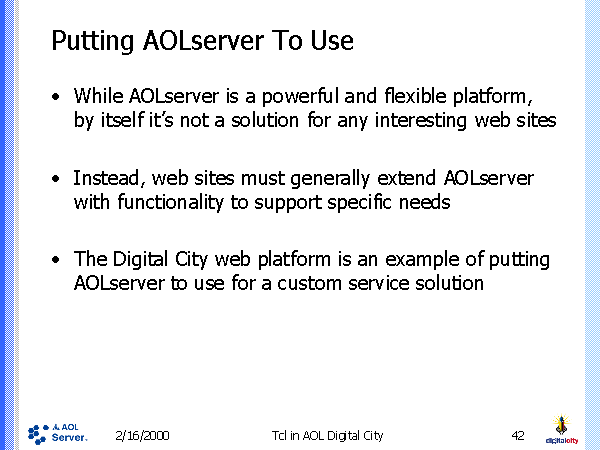 Putting AOLserver To Use
• While AOLserver is a powerful and flexible platform,
by itself it's not a solution for any interesting web sites
• Instead, web sites must generally extend AOLserver
with functionality to support specific needs
• The Digital City web platform is an example of putting
AOLserver to use for a custom service solution
AOL
Server.
2/16/2000
Tcl in AOL Digital City
42
digitalcity